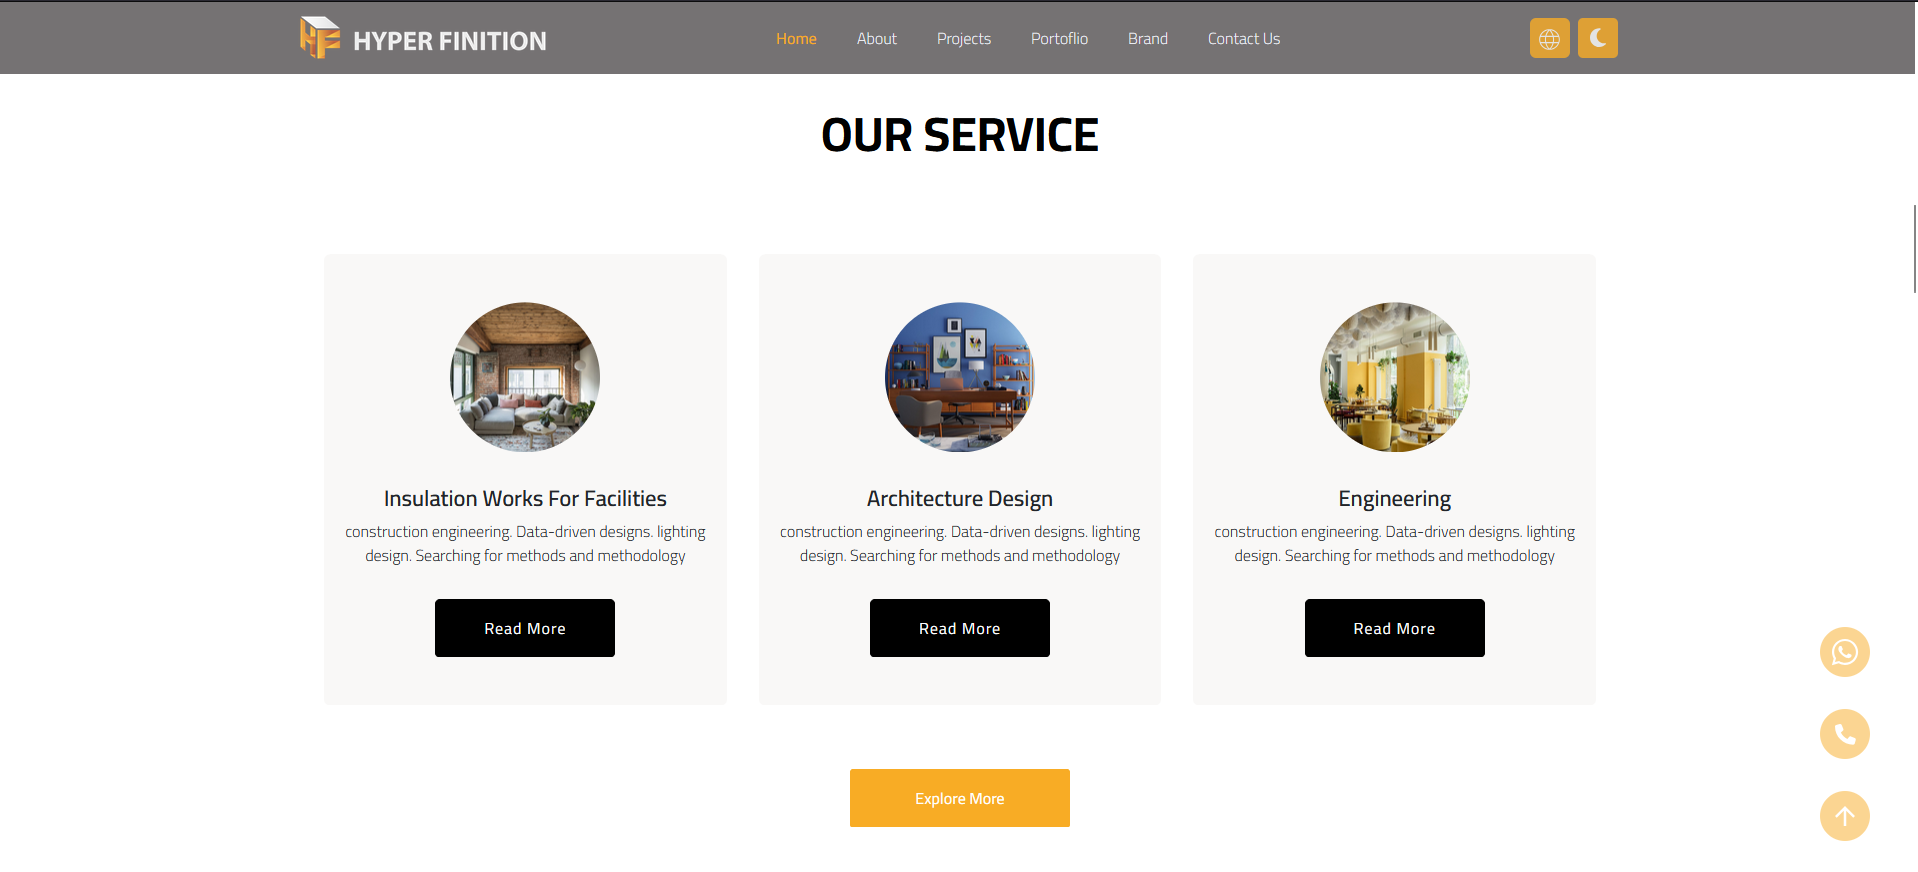 HYPER FINITION
Home About Projects Portoflio Brand Contact Us
OUR SERVICE
Insulation Works For Facilities
construction engineering. Data-driven designs. lighting
design. Searching for methods and methodology
Read More
Architecture Design
construction engineering. Data-driven designs. lighting
design. Searching for methods and methodology
Read More
Engineering
construction engineering. Data-driven designs. lighting
design. Searching for methods and methodology
Read More
Explore More